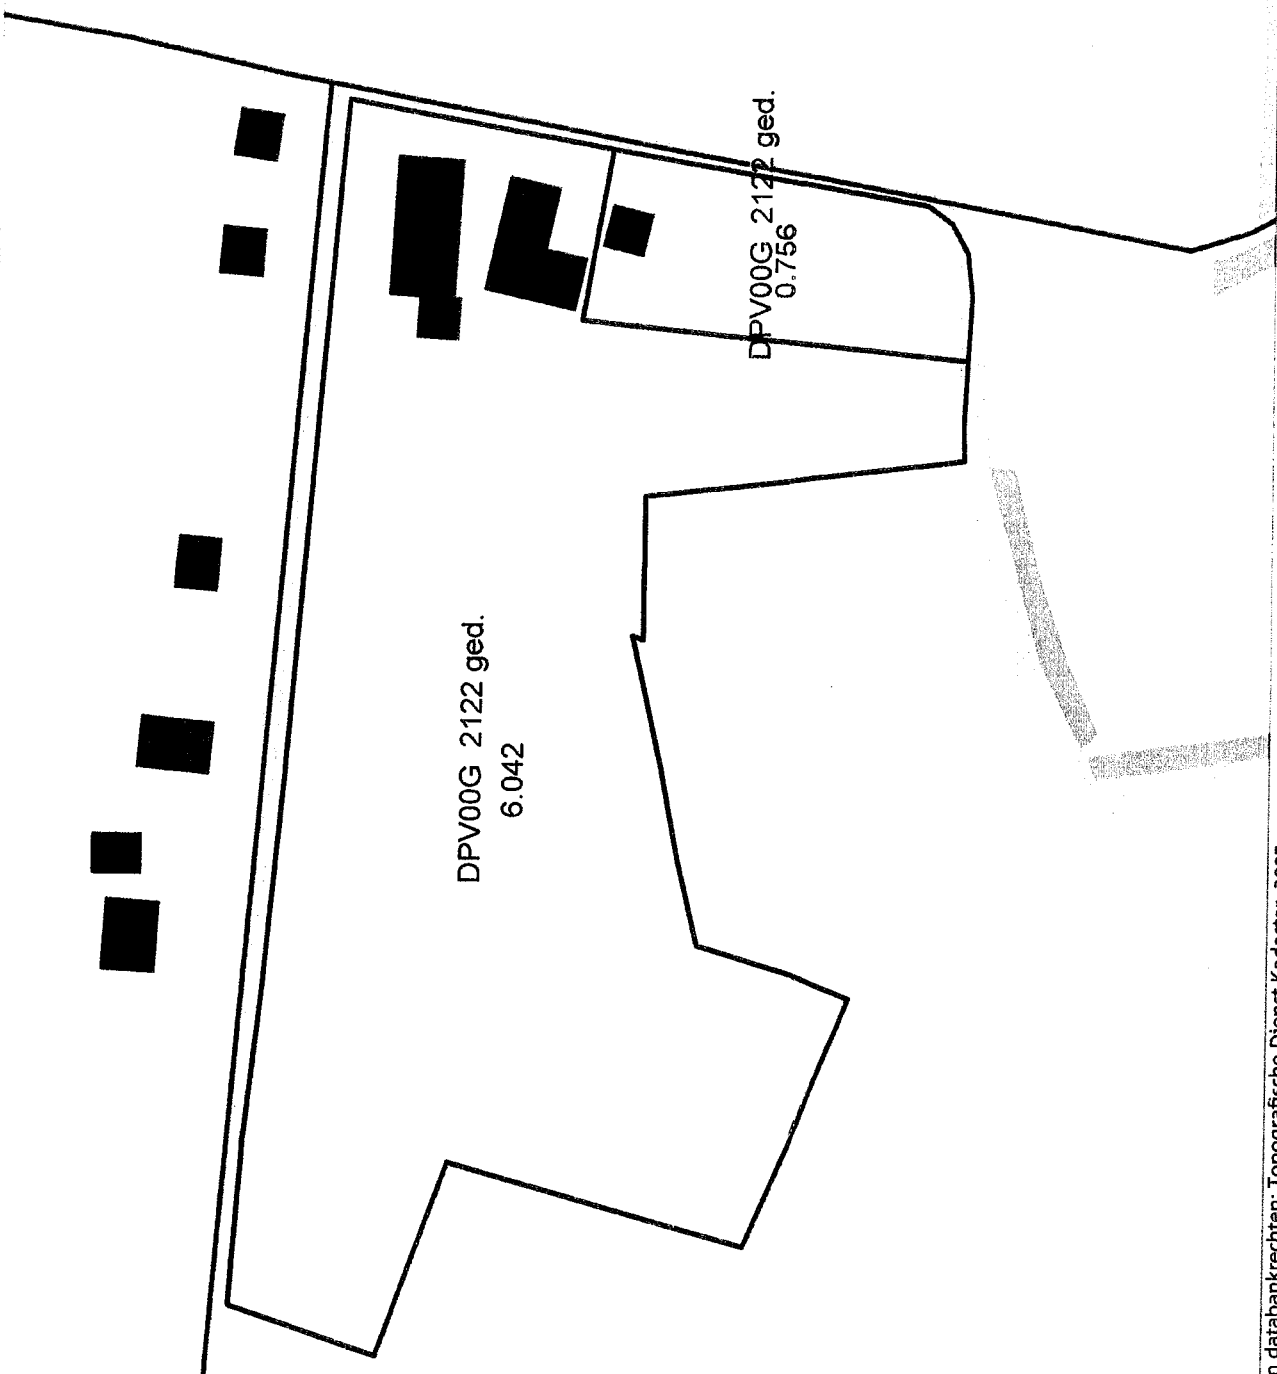 DPV00G 2122 ged.
0.756
DPV00G 2122 ged.
6.042
n databankrechten: Topografische Dienst Kadaster,